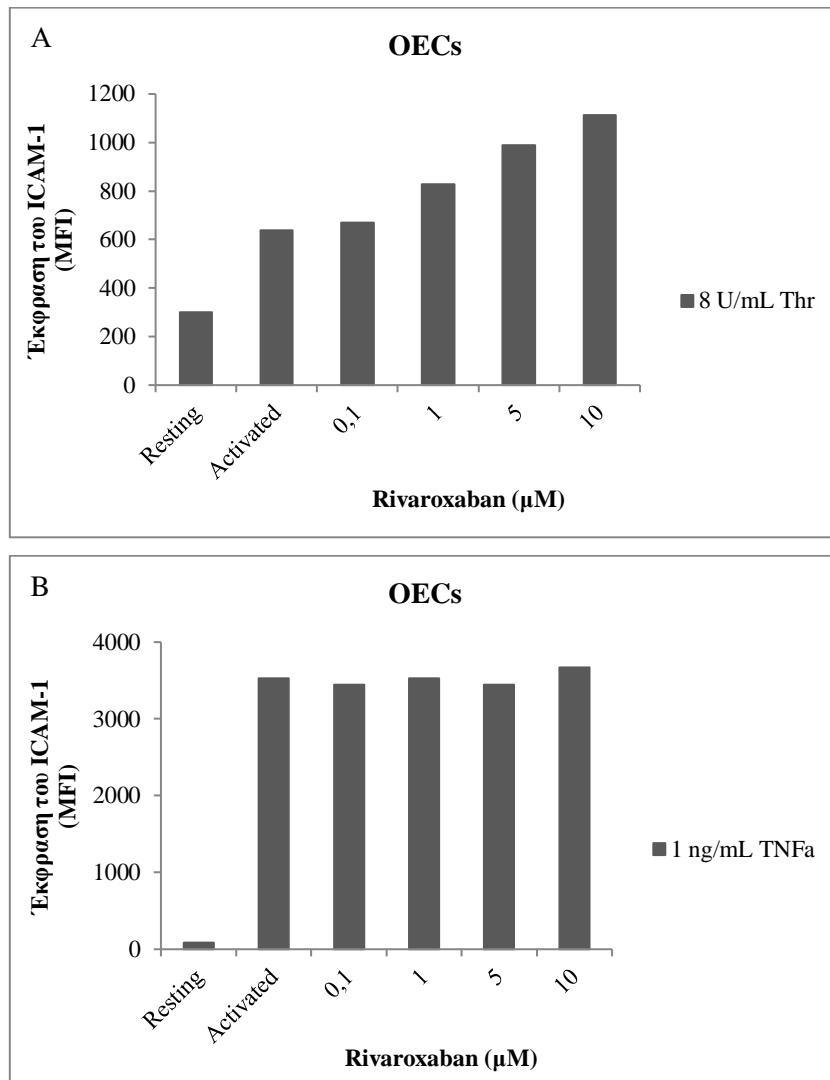 A
OECs
1200
1000
800
600
400
200
0
Έκφραση του ICAM-1
(MFI)
Resting
Activated
0,1
1
5
10
Rivaroxaban (μM)
8 U/mL Thr
B
OECs
4000
3000
2000
1000
0
Έκφραση του ICAM-1
(MFI)
Resting
Activated
0,1
1
5
10
Rivaroxaban (μM)
1 ng/mL TNFa